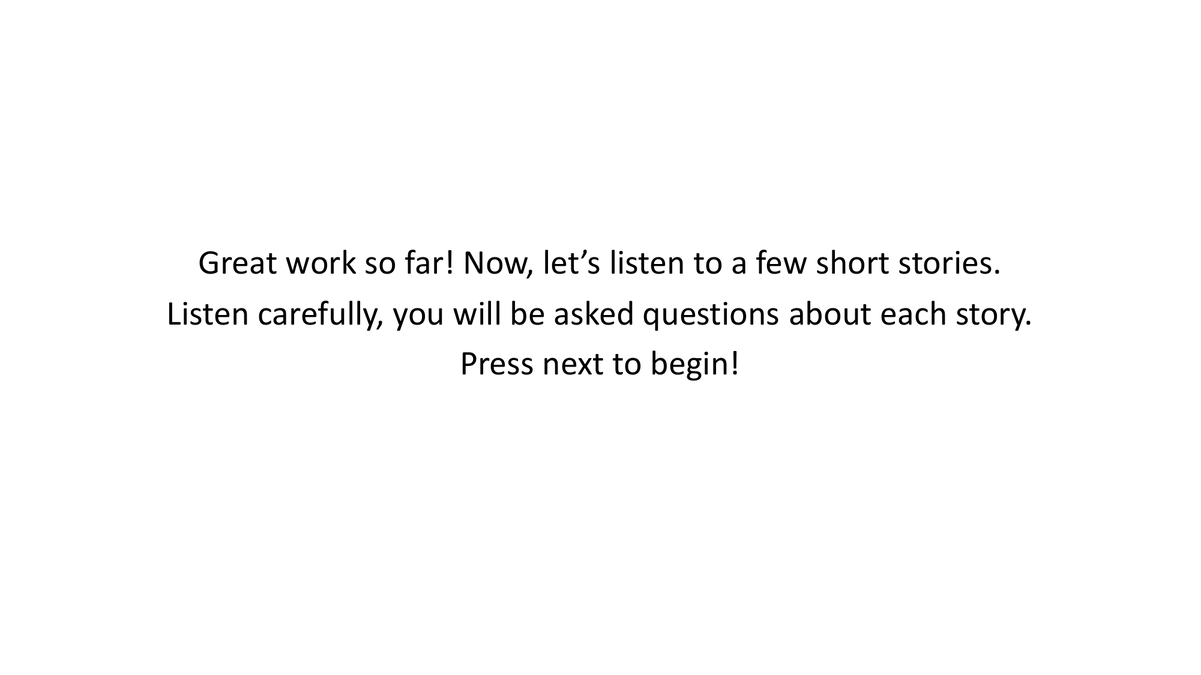 Great work so far! Now, let’s listen to a few short stories.
Listen carefully, you will be asked questions about each story.
Press next to begin!